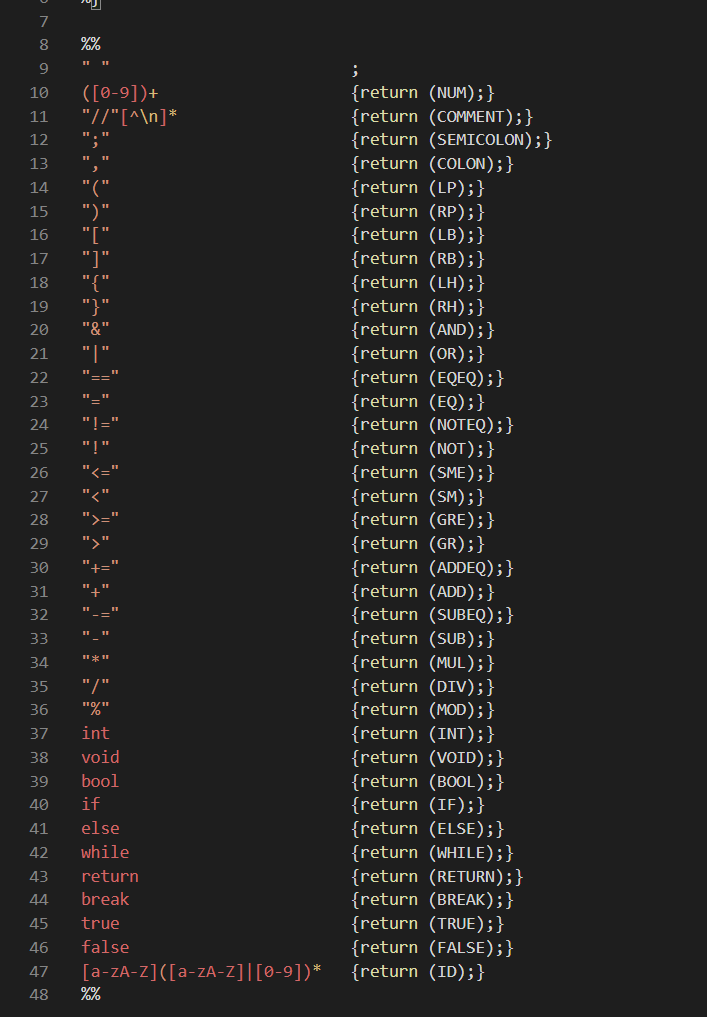 7
8 %%
9 " " ;
10 ([0-9])+ {return (NUM);}
11 "//"[^\n]* {return (COMMENT);}
12 ";" {return (SEMICOLON);}
13 "," {return (COLON);}
14 "(" {return (LP);}
15 ")" {return (RP);}
16 "[" {return (LB);}
17 "]" {return (RB);}
18 "{" {return (LH);}
19 "}" {return (RH);}
20 "&" {return (AND);}
21 "|" {return (OR);}
22 "==" {return (EQEQ);}
23 "=" {return (EQ);}
24 "!=" {return (NOTEQ);}
25 "!" {return (NOT);}
26 "<=" {return (SME);}
27 "<" {return (SM);}
28 ">=" {return (GRE);}
29 ">" {return (GR);}
30 "+=" {return (ADDEQ);}
31 "+" {return (ADD);}
32 "-=" {return (SUBEQ);}
33 "-" {return (SUB);}
34 "*" {return (MUL);}
35 "/" {return (DIV);}
36 "%" {return (MOD);}
37 int {return (INT);}
38 void {return (VOID);}
39 bool {return (BOOL);}
40 if {return (IF);}
41 else {return (ELSE);}
42 while {return (WHILE);}
43 return {return (RETURN);}
44 break {return (BREAK);}
45 true {return (TRUE);}
46 false {return (FALSE);}
47 [a-zA-Z]([a-zA-Z]|[0-9])* {return (ID);}
48 %%